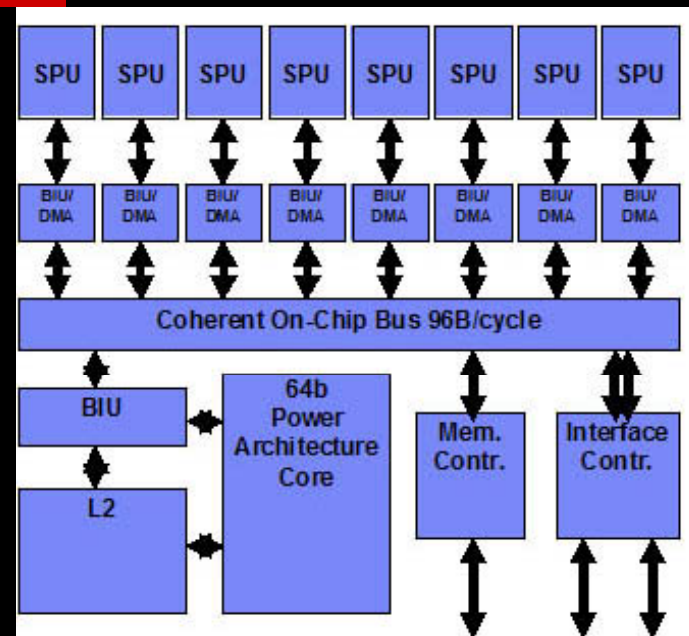 SPU SPU SPU SPU SPU SPU SPU SPU
BIU/ BIU/ BIU/ BIU/ BIU/ BIU/ BIU/ BIU/
DMA DMA DMA DMA DMA DMA DMA DMA
Coherent On-Chip Bus 96B/cycle
BIU
L2
64b
Power
Architecture
Core
Mem.
Contr.
Interface
Contr.